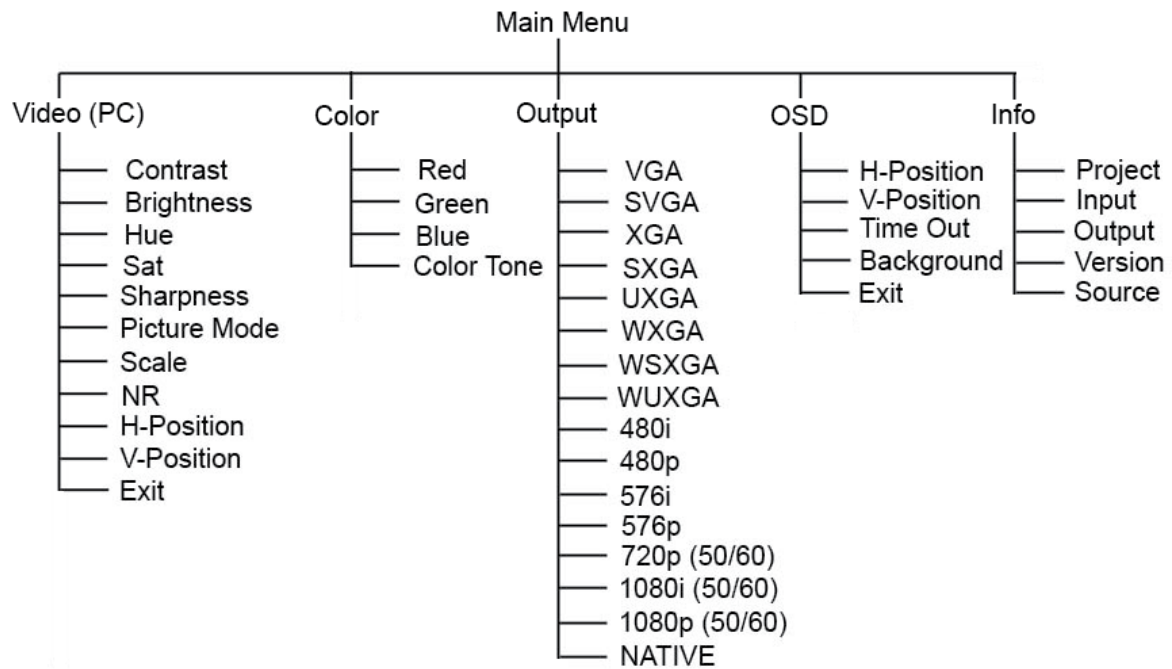 Main Menu
Video (PC)
Contrast
Brightness
Hue
Sat
Sharpness
Picture Mode
Scale
NR
H-Position
V-Position
Exit
Color
Red
Green
Blue
Color Tone
Output
VGA
SVGA
XGA
SXGA
UXGA
WXGA
WSXGA
WUXGA
480i
480p
576i
576p
720p (50/60)
1080i (50/60)
1080p (50/60)
NATIVE
OSD
H-Position
V-Position
Time Out
Background
Exit
Info
Project
Input
Output
Version
Source